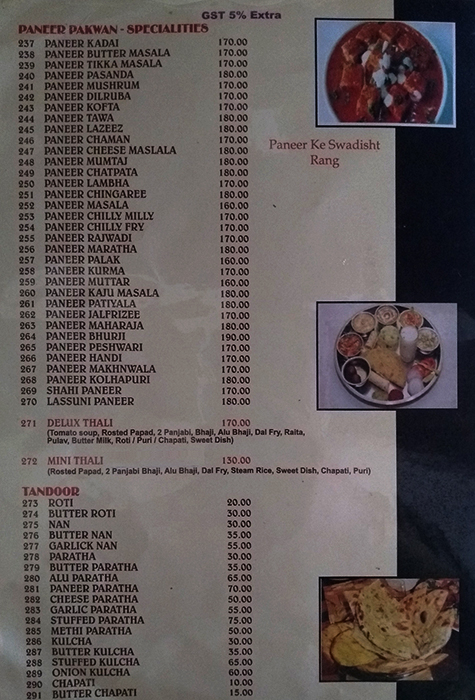 GST 5% Extra
PANEER PAKWAN - SPECIALITIES
237 PANEER KADAI 170.00
238 PANEER BUTTER MASALA 170.00
239 PANEER TIKKA MASALA 170.00
240 PANEER PASANDA 180.00
241 PANEER MUSHRUM 170.00
242 PANEER DILRUBA 170.00
243 PANEER KOFTA 170.00
244 PANEER TAWA 180.00
245 PANEER LAZEEZ 180.00
246 PANEER CHAMAN 170.00
247 PANEER CHEESE MASLALA 180.00
248 PANEER MUMTAJ 180.00
249 PANEER CHATPATA 180.00
250 PANEER LAMBHA 170.00
251 PANEER CHINGAREE 180.00
252 PANEER MASALA 160.00
253 PANEER CHILLY MILLY 170.00
254 PANEER CHILLY FRY 170.00
255 PANEER RAJWADI 170.00
256 PANEER MARATHA 180.00
257 PANEER PALAK 160.00
258 PANEER KURMA 170.00
259 PANEER MUTTAR 160.00
260 PANEER KAJU MASALA 180.00
261 PANEER PATIYALA 180.00
262 PANEER JALFRIZEE 170.00
263 PANEER MAHARAJA 180.00
264 PANEER BHURJI 190.00
265 PANEER PESHWARI 170.00
266 PANEER HANDI 170.00
267 PANEER MAKHNWALA 170.00
268 PANEER KOLHAPURI 180.00
269 SHAHI PANEER 170.00
270 LASSUNI PANEER 180.00
Paneer Ke Swadisht
Rang
271 DELUX THALI 170.00
(Tomato soup, Rosted Papad, 2 Panjabi, Bhaji, Alu Bhaji, Dal Fry, Raita,
Pulav, Butter Milk, Roti / Puri / Chapati, Sweet Dish)
272 MINI THALI 130.00
(Rosted Papad, 2 Panjabi Bhaji, Alu Bhaji, Dal Fry, Steam Rice, Sweet Dish, Chapati, Puri)
TANDOOR
273 ROTI 20.00
274 BUTTER ROTI 30.00
275 NAN 30.00
276 BUTTER NAN 35.00
277 GARLICK NAN 55.00
278 PARATHA 30.00
279 BUTTER PARATHA 35.00
280 ALU PARATHA 65.00
281 PANEER PARATHA 70.00
282 CHEESE PARATHA 50.00
283 GARLIC PARATHA 55.00
284 STUFFED PARATHA 75.00
285 METHI PARATHA 50.00
286 KULCHA 30.00
287 BUTTER KULCHA 35.00
288 STUFFED KULCHA 65.00
289 ONION KULCHA 60.00
290 CHAPATI 10.00
291 BUTTER CHAPATI 15.00